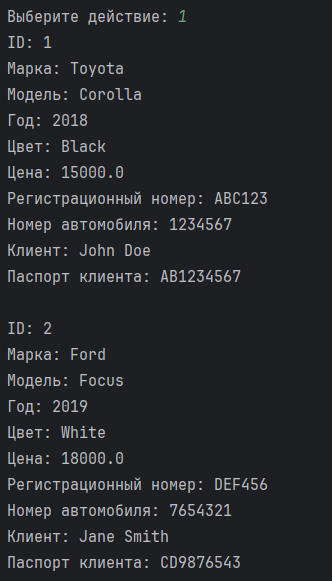 Выберите действие: 1
ID: 1
Марка: Toyota
Модель: Corolla
Год: 2018
Цвет: Black
Цена: 15000.0
Регистрационный номер: ABC123
Номер автомобиля: 1234567
Клиент: John Doe
Паспорт клиента: AB1234567

ID: 2
Марка: Ford
Модель: Focus
Год: 2019
Цвет: White
Цена: 18000.0
Регистрационный номер: DEF456
Номер автомобиля: 7654321
Клиент: Jane Smith
Паспорт клиента: CD9876543